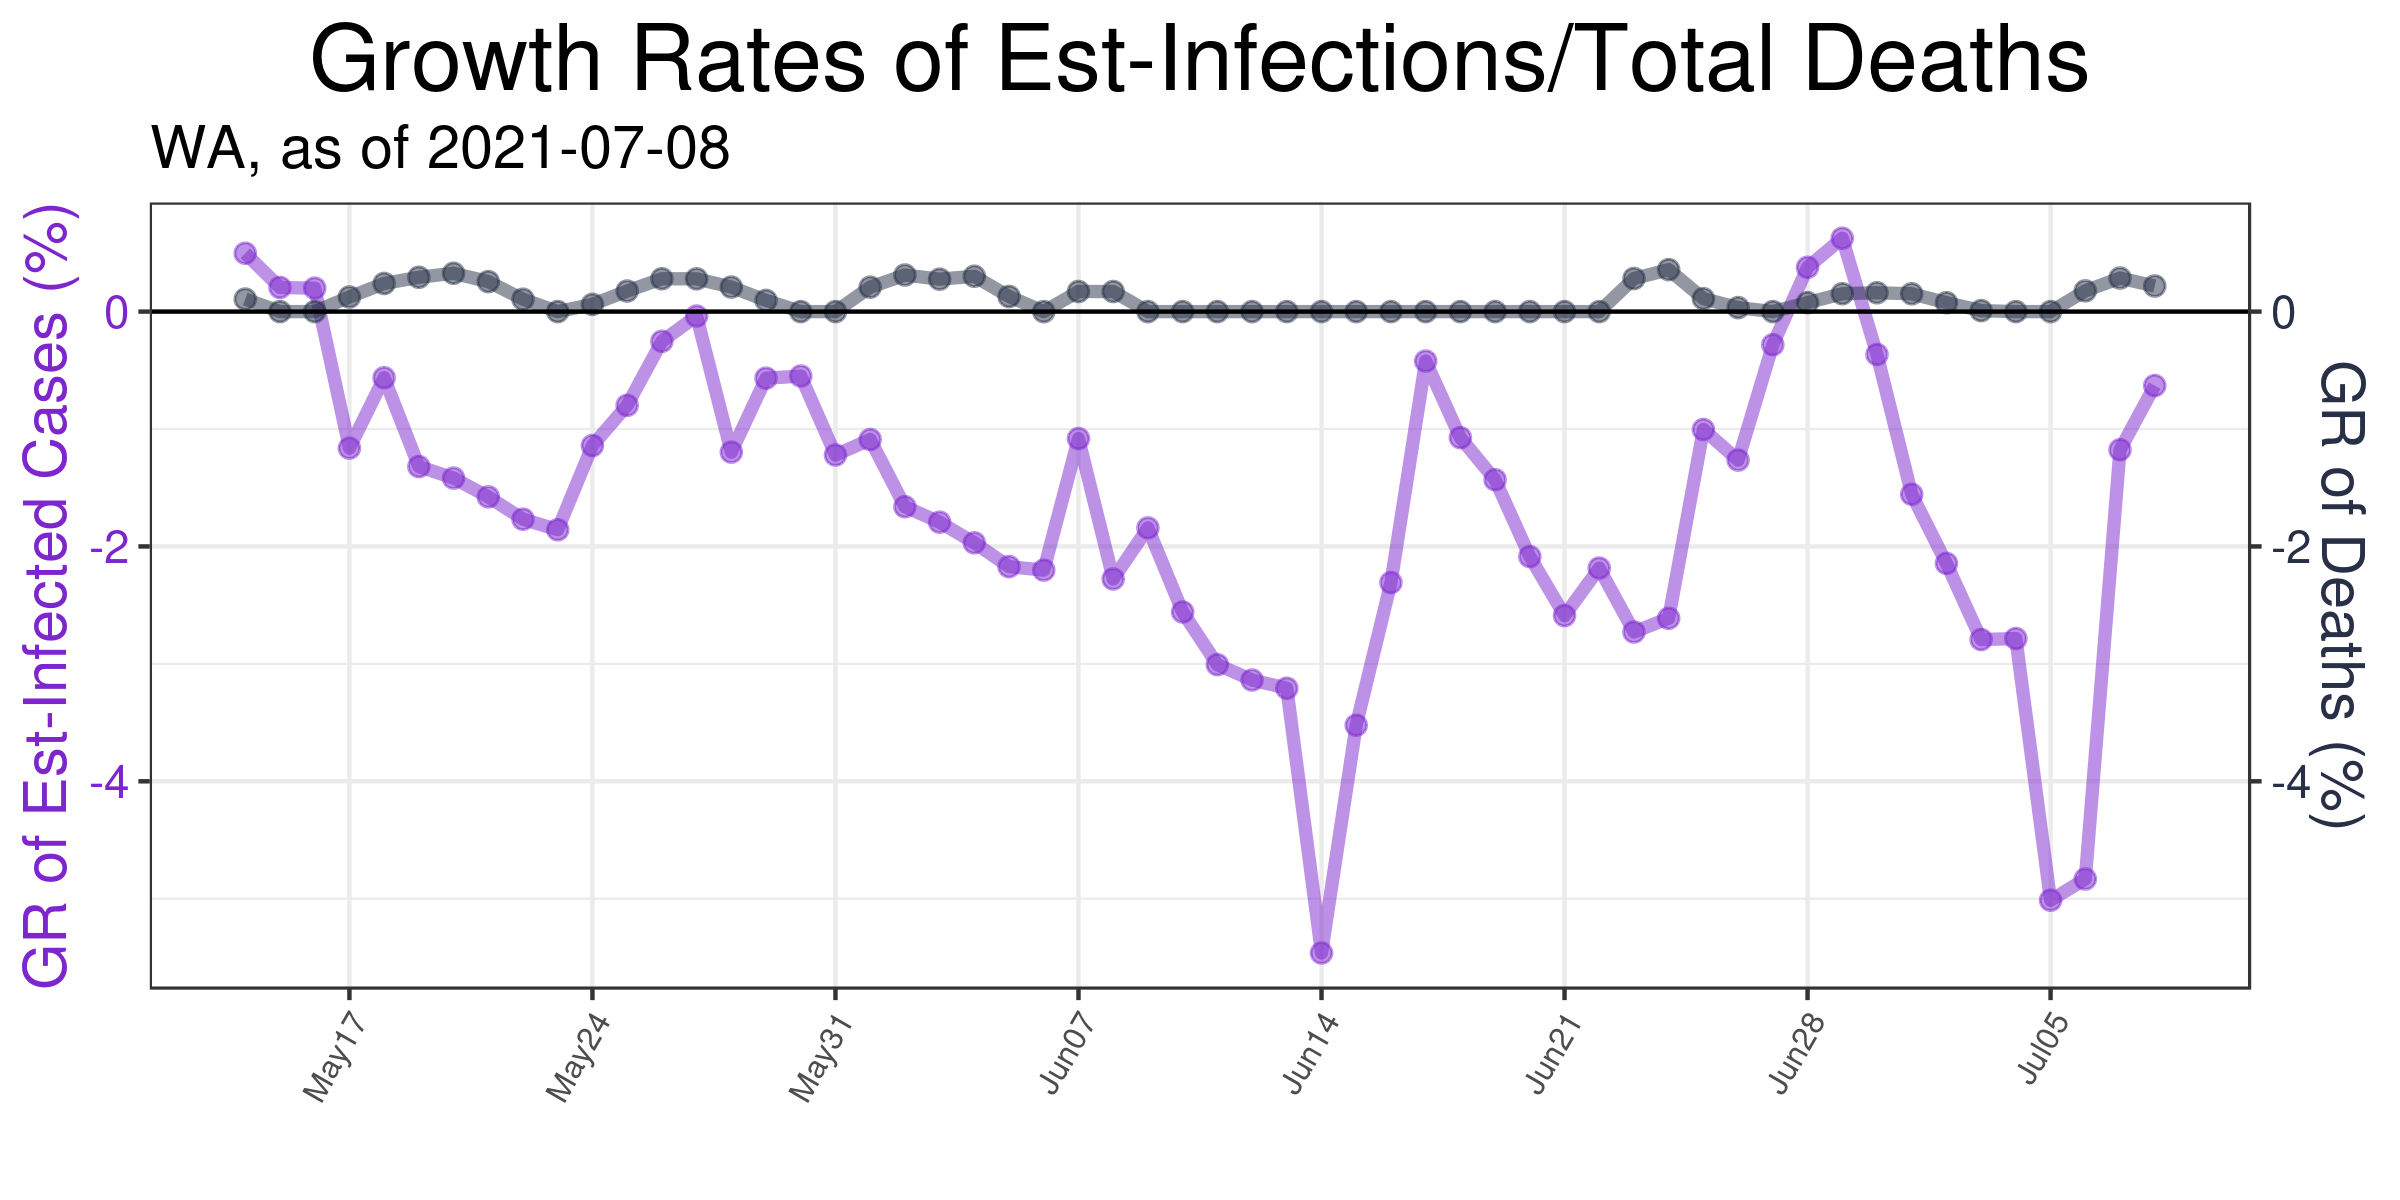 Growth Rates of Est-Infections/Total Deaths
WA, as of 2021-07-08
GR of Est-Infected Cases (%)
0
-2
-4
0
-2
-4
GR of Deaths (%)
May17
May24
May31
Jun07
Jun14
Jun21
Jun28
Jul05